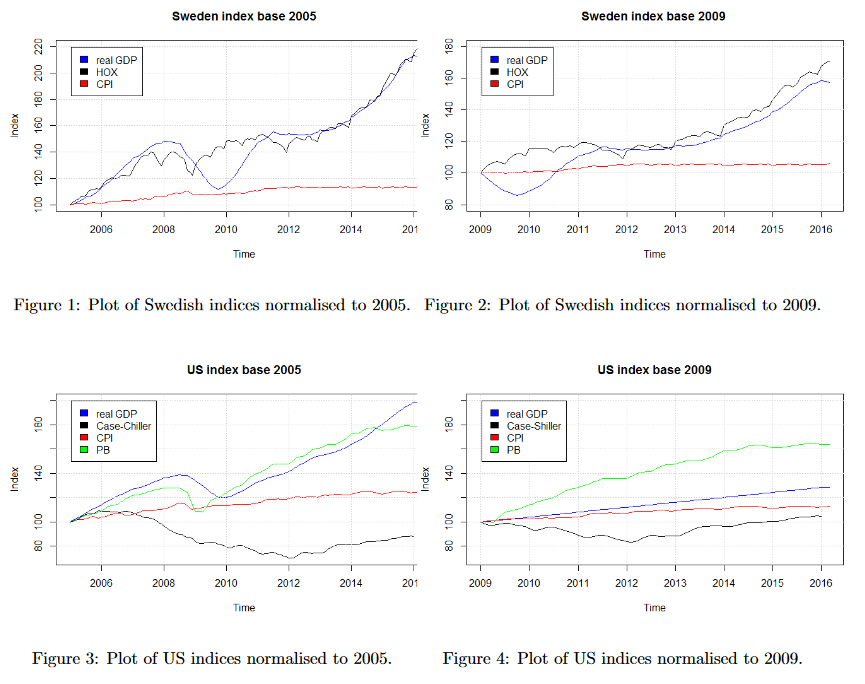 Sweden index base 2005
Index
220
200
180
160
140
120
100
real GDP
HOX
CPI
2006 2008 2010 2012 2014 201
Time
Figure 1: Plot of Swedish indices normalised to 2005.
Sweden index base 2009
Index
180
160
140
120
100
80
real GDP
HOX
CPI
2009 2010 2011 2012 2013 2014 2015 2016
Time
Figure 2: Plot of Swedish indices normalised to 2009.
US index base 2005
Index
180
140
100
80
real GDP
Case-Chiller
CPI
PB
2006 2008 2010 2012 2014 201
Time
Figure 3: Plot of US indices normalised to 2005.
US index base 2009
Index
180
140
100
80
real GDP
Case-Shiller
CPI
PB
2009 2010 2011 2012 2013 2014 2015 2016
Time
Figure 4: Plot of US indices normalised to 2009.